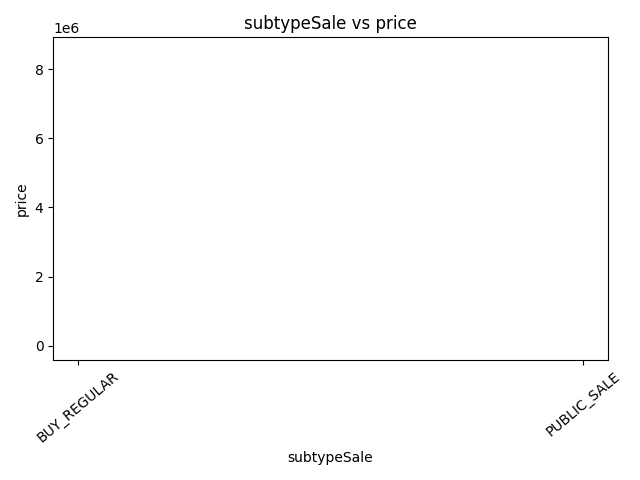 subtypeSale vs price
1e6
8
6
4
2
0
price
BUY_REGULAR
PUBLIC_SALE
subtypeSale